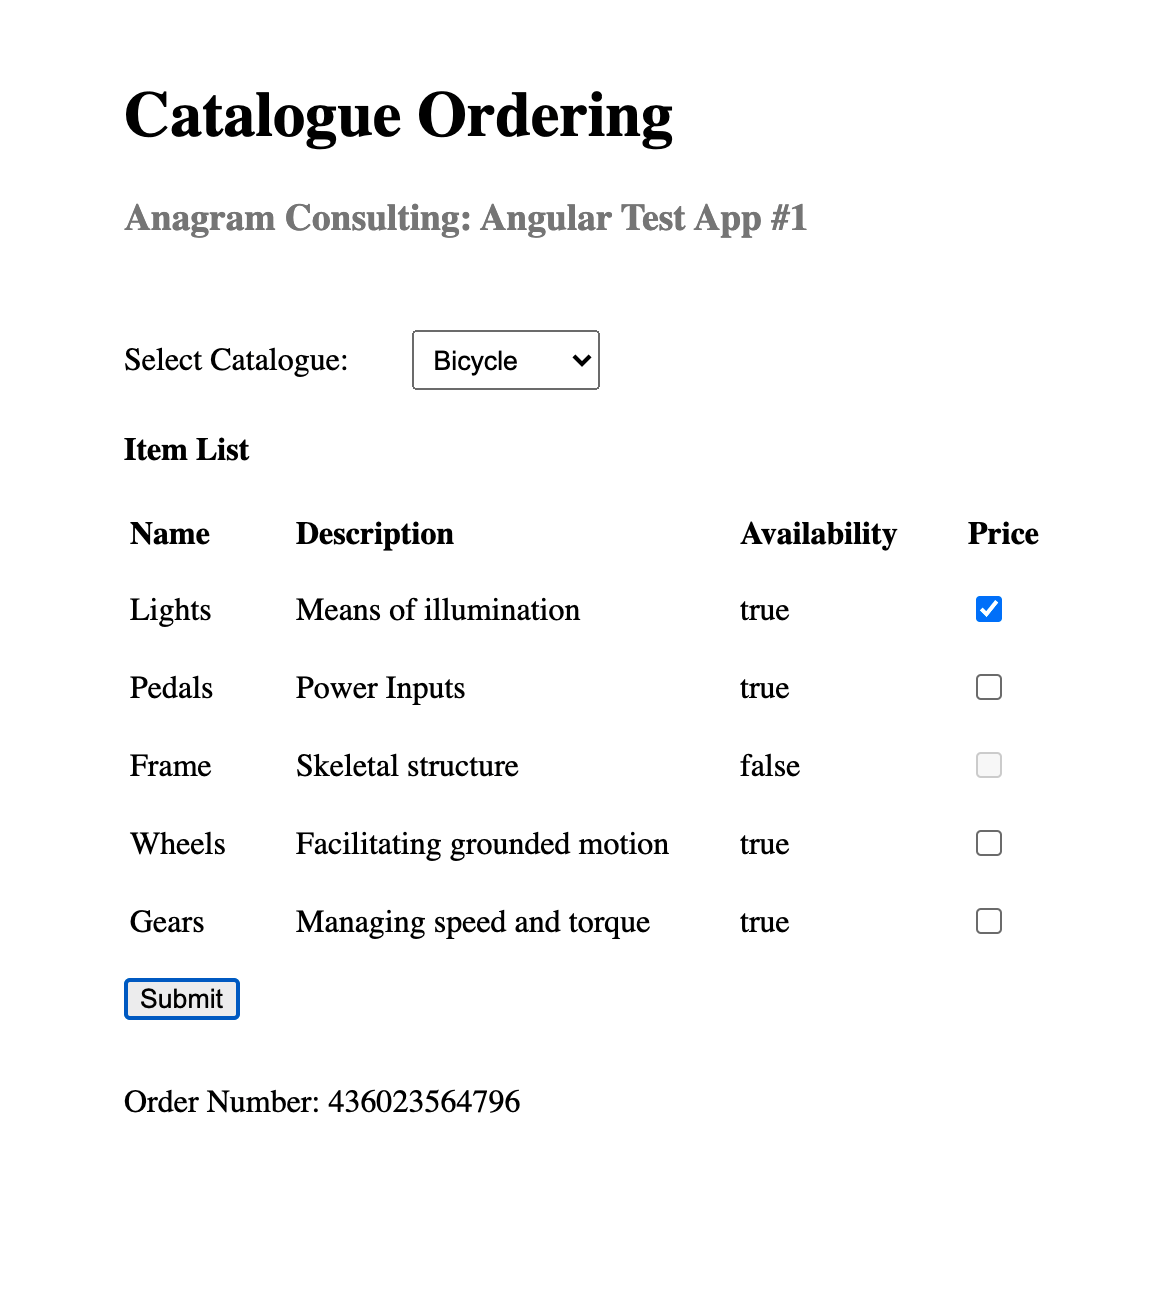 Catalogue Ordering
Anagram Consulting: Angular Test App #1
Select Catalogue: Bicycle
Item List
Name Description Availability Price
Lights Means of illumination true
Pedals Power Inputs true
Frame Skeletal structure false
Wheels Facilitating grounded motion true
Gears Managing speed and torque true
Submit
Order Number: 436023564796